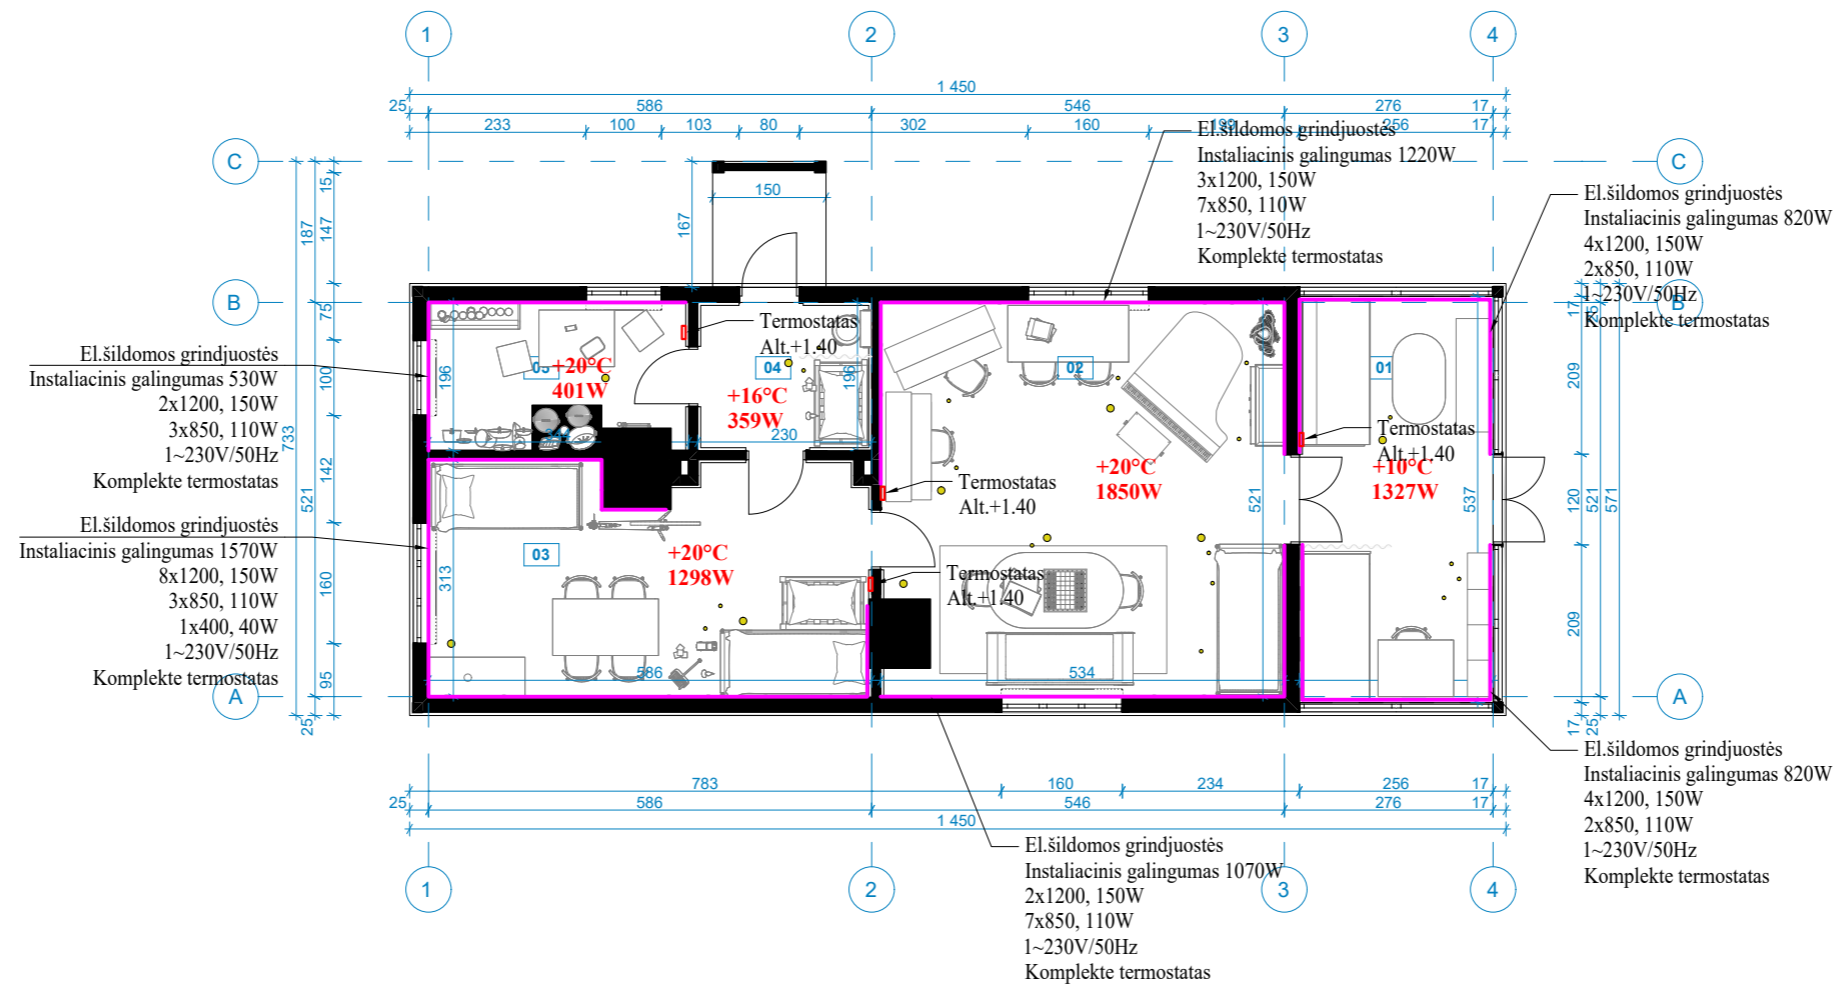 1
2
3
4
1 450
25
586
546
276
17
233
100
103
80
302
160
199
256
17
C
C
B
B
A
A
15
147
187
167
150
75
100
196
142
733
521
160
313
95
25
El.šildomos grindjuostės
Instaliacinis galingumas 1220W
3x1200, 150W
7x850, 110W
1~230V/50Hz
Komplekte termostatas
El.šildomos grindjuostės
Instaliacinis galingumas 820W
4x1200, 150W
2x850, 110W
1~230V/50Hz
Komplekte termostatas
El.šildomos grindjuostės
Instaliacinis galingumas 530W
2x1200, 150W
3x850, 110W
1~230V/50Hz
Komplekte termostatas
El.šildomos grindjuostės
Instaliacinis galingumas 1570W
8x1200, 150W
3x850, 110W
1x400, 40W
1~230V/50Hz
Komplekte termostatas
Termostatas
Alt.+1.40
04
+16°C
359W
196
230
+20°C
401W
02
+20°C
1850W
521
Termostatas
Alt.+1.40
01
Termostatas
Alt.+1.40
+10°C
1327W
537
03
+20°C
1298W
Termostatas
Alt.+1.40
586
534
17
209
120
521
571
209
17
25
783
160
234
256
17
25
586
546
276
17
1 450
El.šildomos grindjuostės
Instaliacinis galingumas 820W
4x1200, 150W
2x850, 110W
1~230V/50Hz
Komplekte termostatas
El.šildomos grindjuostės
Instaliacinis galingumas 1070W
2x1200, 150W
7x850, 110W
1~230V/50Hz
Komplekte termostatas
1
2
3
4